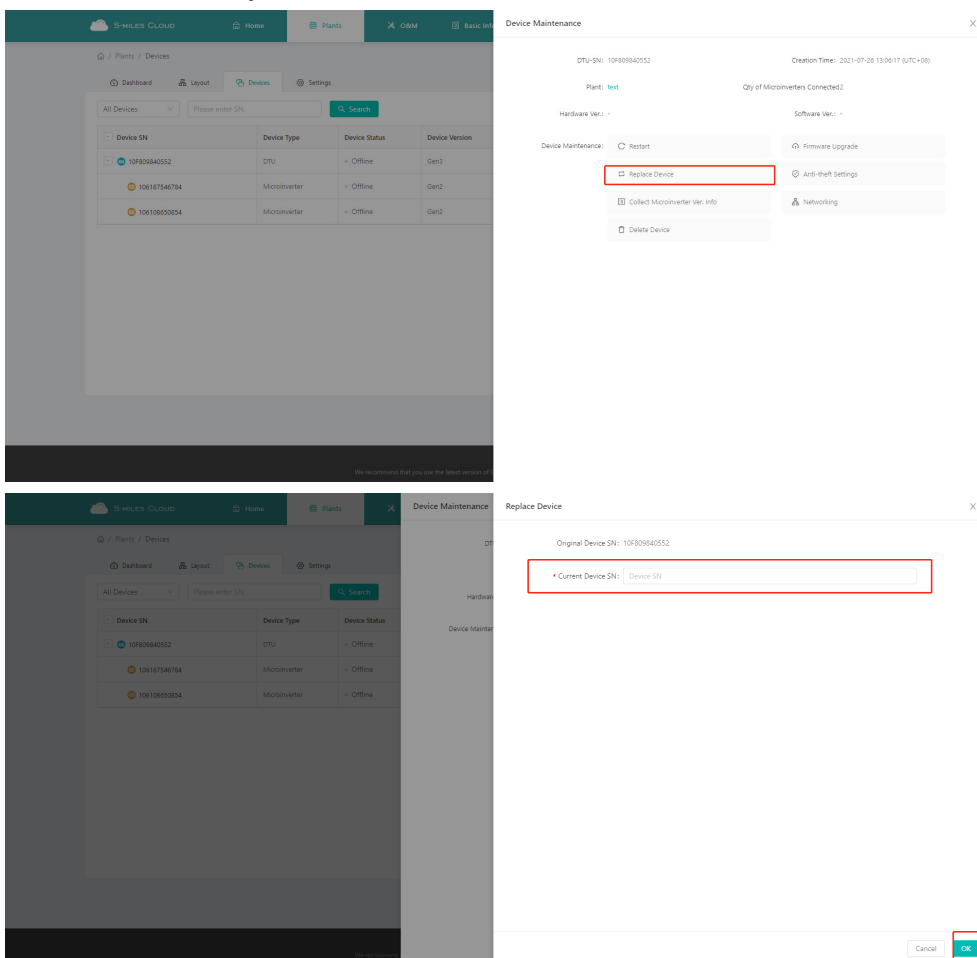 S-MILES CLOUD
Home
Plants
O&M
Basic Inf
/ Plants / Devices
Dashboard
Layout
Devices
Settings
All Devices
Please enter SN.
Search
Device SN
Device Type
Device Status
Device Version
10F809840552
DTU
Offline
Gen3
106187546784
Microinverter
Offline
Gen2
106108650854
Microinverter
Offline
Gen2
We recommend that you use the latest version of
Device Maintenance
DTU-SN: 10F809840552
Creation Time: 2021-07-26 13:06:17 (UTC+08)
Plant: text
Qty of Microinverters Connected2
Hardware Ver.: -
Software Ver.: -
Device Maintenance:
Restart
Firmware Upgrade
Replace Device
Anti-theft Settings
Collect Microinverter Ver. Info
Networking
Delete Device
S-MILES CLOUD
Home
Plants
/ Plants / Devices
Dashboard
Layout
Devices
Settings
All Devices
Please enter SN.
Search
Device SN
Device Type
Device Status
10F809840552
DTU
Offline
106187546784
Microinverter
Offline
106108650854
Microinverter
Offline
We recommend
Device Maintenance
DT
Hardwar
Device Mainter
Replace Device
Original Device SN: 10F809840552
* Current Device SN: Device SN
Cancel
OK